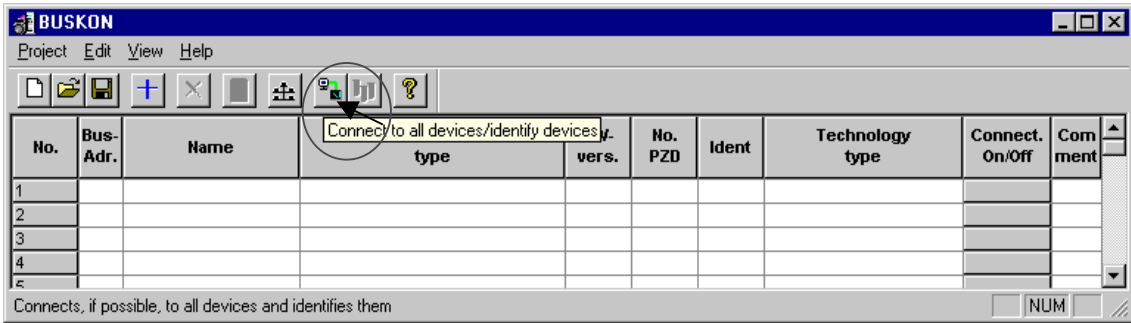 BUSKON
Project Edit View Help
Connect to all devices/identify devices
No. Bus- Adr. Name type vers. No. PZD Ident Technology type Connect. On/Off Com ment
1
2
3
4
Connects, if possible, to all devices and identifies them NUM